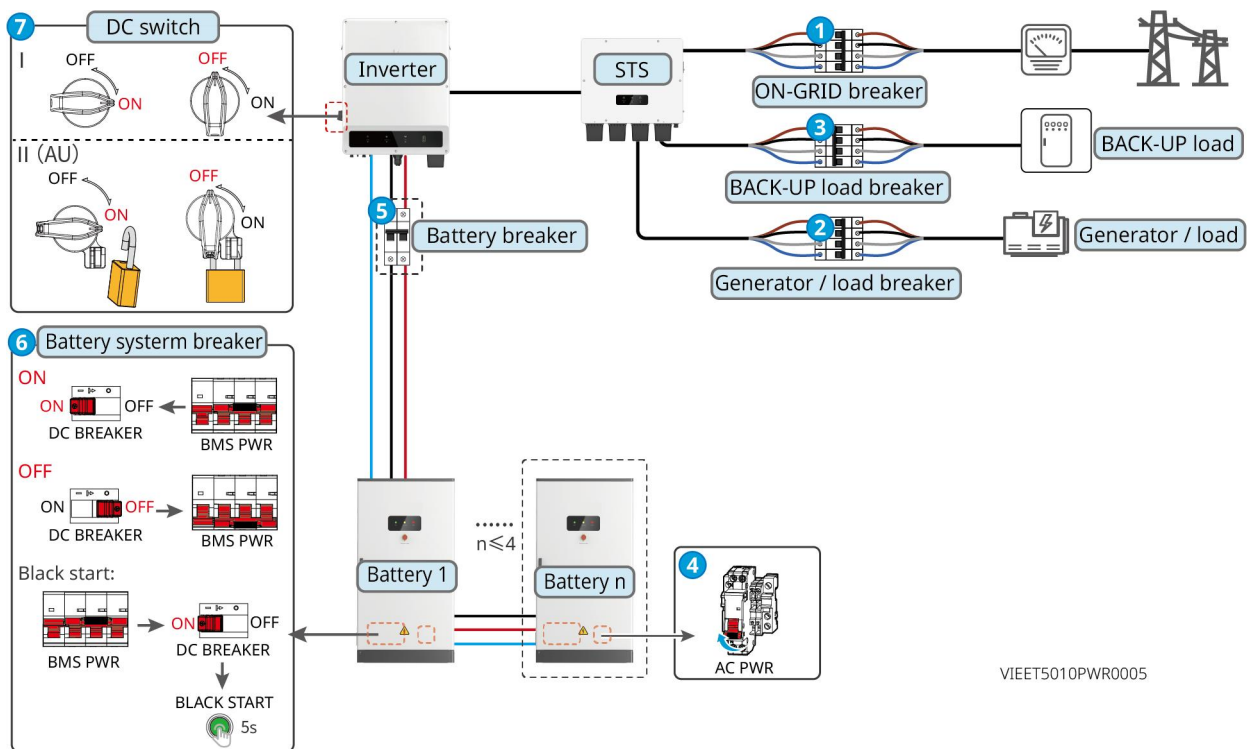 7 DC switch
I
OFF
ON
OFF
ON
II (AU)
OFF
ON
OFF
ON
Inverter
STS
1
ON-GRID breaker
3
BACK-UP load breaker
BACK-UP load
2
Generator / load breaker
Generator / load
5
Battery breaker
6 Battery systerm breaker
ON
ON OFF
DC BREAKER
BMS PWR
OFF
ON OFF
DC BREAKER
BMS PWR
Black start:
BMS PWR
ON OFF
DC BREAKER
BLACK START
5s
Battery 1
......
n≤4
Battery n
4
AC PWR
VIEET5010PWR0005